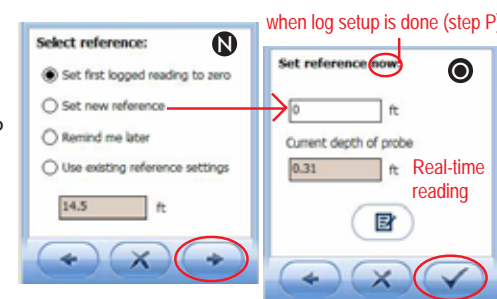 when log setup is done (step P)
Select reference:
N
Set first logged reading to zero
Set new reference
Remind me later
Use existing reference settings
14.5 ft
Set reference now:
O
0 ft
Current depth of probe
0.31 ft
Real-time
reading